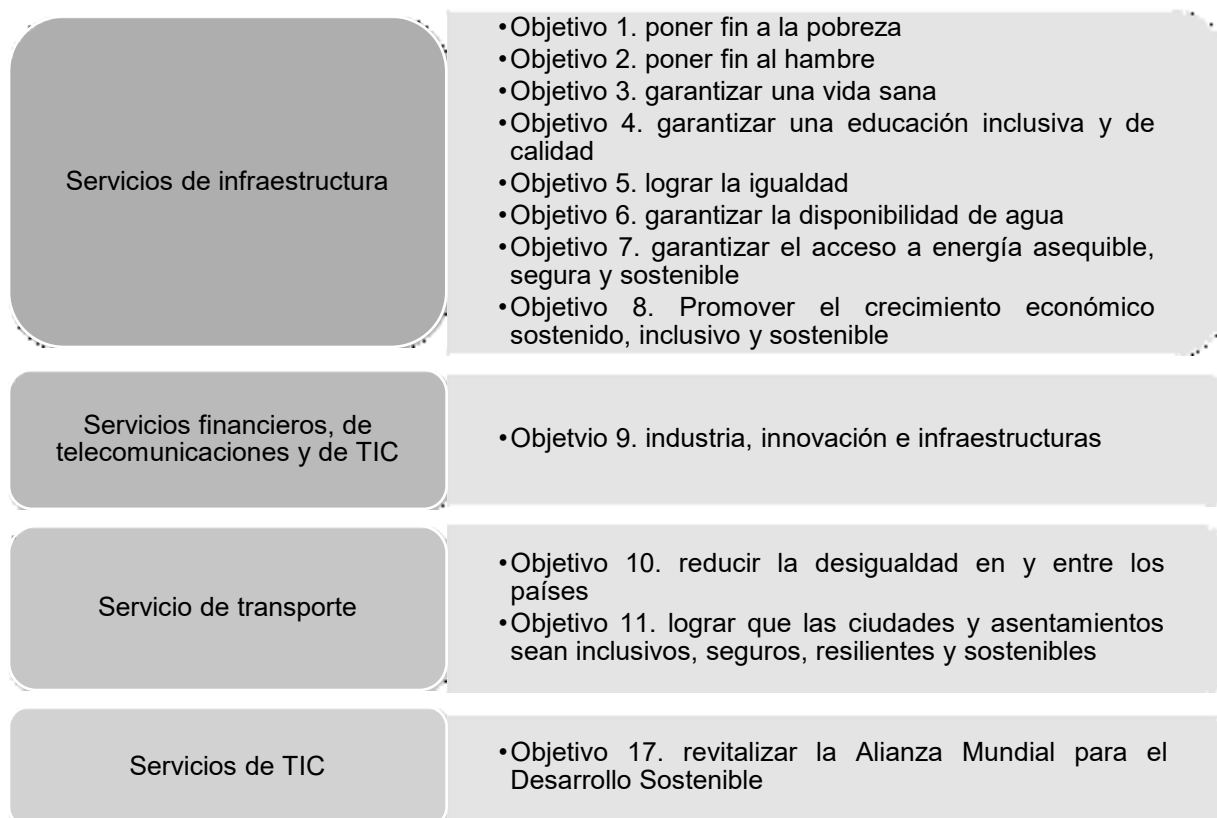 Servicios de infraestructura
•Objetivo 1. poner fin a la pobreza
•Objetivo 2. poner fin al hambre
•Objetivo 3. garantizar una vida sana
•Objetivo 4. garantizar una educación inclusiva y de
calidad
•Objetivo 5. lograr la igualdad
•Objetivo 6. garantizar la disponibilidad de agua
•Objetivo 7. garantizar el acceso a energía asequible,
segura y sostenible
•Objetivo 8. Promover el crecimiento económico
sostenido, inclusivo y sostenible
Servicios financieros, de
telecomunicaciones y de TIC
•Objetvio 9. industria, innovación e infraestructuras
Servicio de transporte
•Objetivo 10. reducir la desigualdad en y entre los
países
•Objetivo 11. lograr que las ciudades y asentamientos
sean inclusivos, seguros, resilientes y sostenibles
Servicios de TIC
•Objetivo 17. revitalizar la Alianza Mundial para el
Desarrollo Sostenible